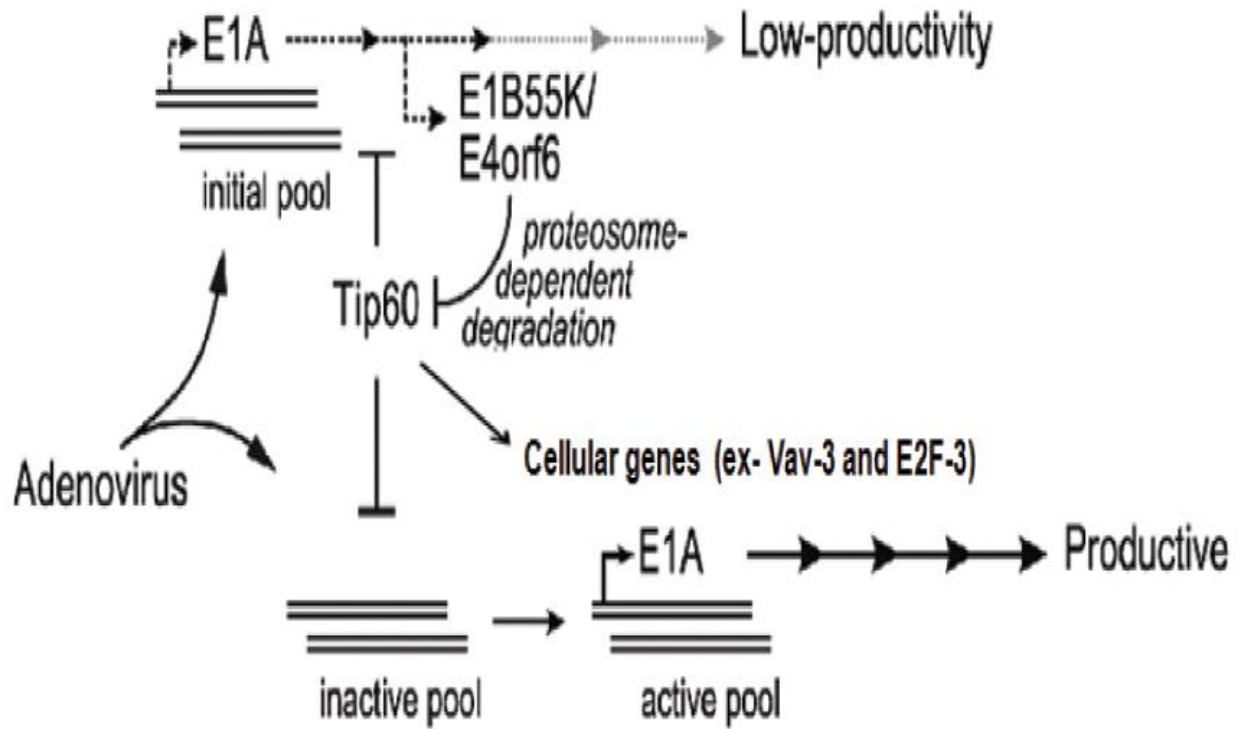 E1A
Low-productivity
E1B55K/
E4orf6
initial pool
proteosome-
dependent
degradation
Tip60
Adenovirus
Cellular genes (ex- Vav-3 and E2F-3)
E1A
Productive
inactive pool
active pool